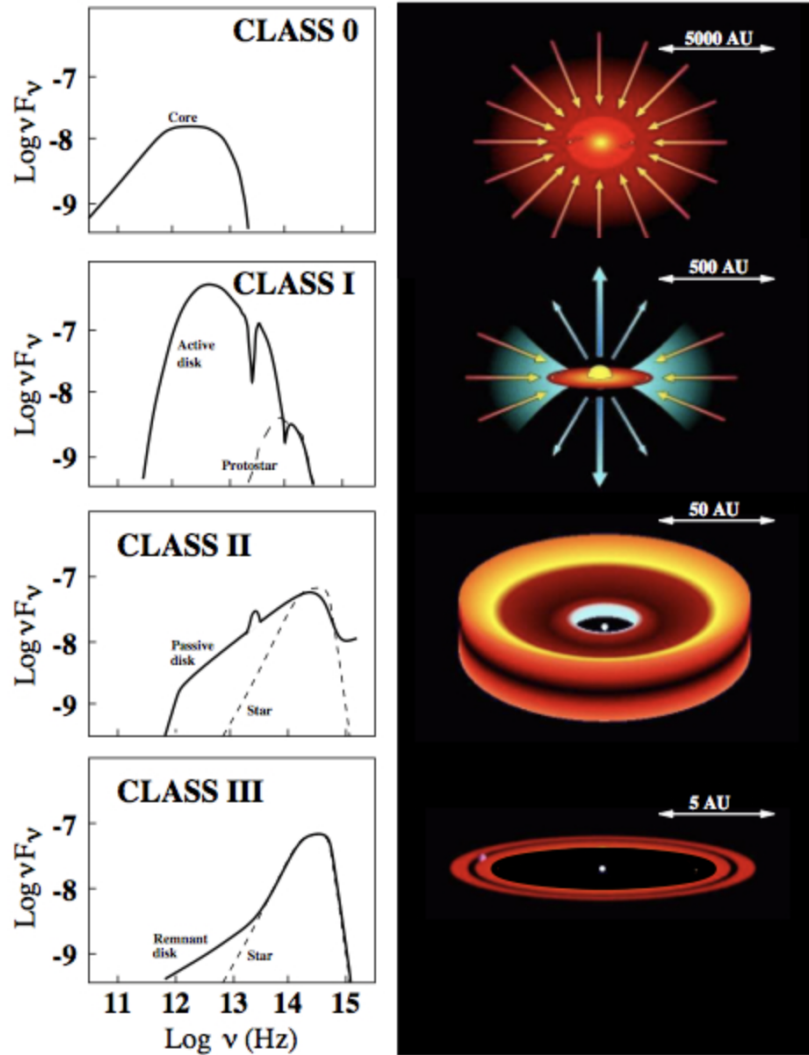 CLASS 0
5000 AU
-7
Core
-8
-9
Log νFν
CLASS I
500 AU
-7
Active
disk
-8
Protostar
-9
Log νFν
CLASS II
50 AU
-7
Passive
disk
-8
Star
-9
Log νFν
CLASS III
5 AU
-7
-8
Remnant
disk
Star
-9
Log νFν
11 12 13 14 15
Log ν (Hz)